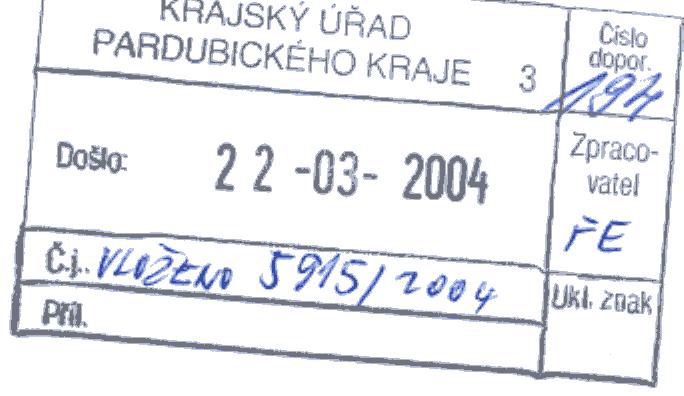 KRAJSKÝ ÚŘAD
PARDUBICKÉHO KRAJE 3
Číslo
dopor.
194
Došlo: 22 -03- 2004
Zpraco-
vatel
ŘE
Č.j.. VLOŽENO 5915/2004
Ukl. znak
Příl.